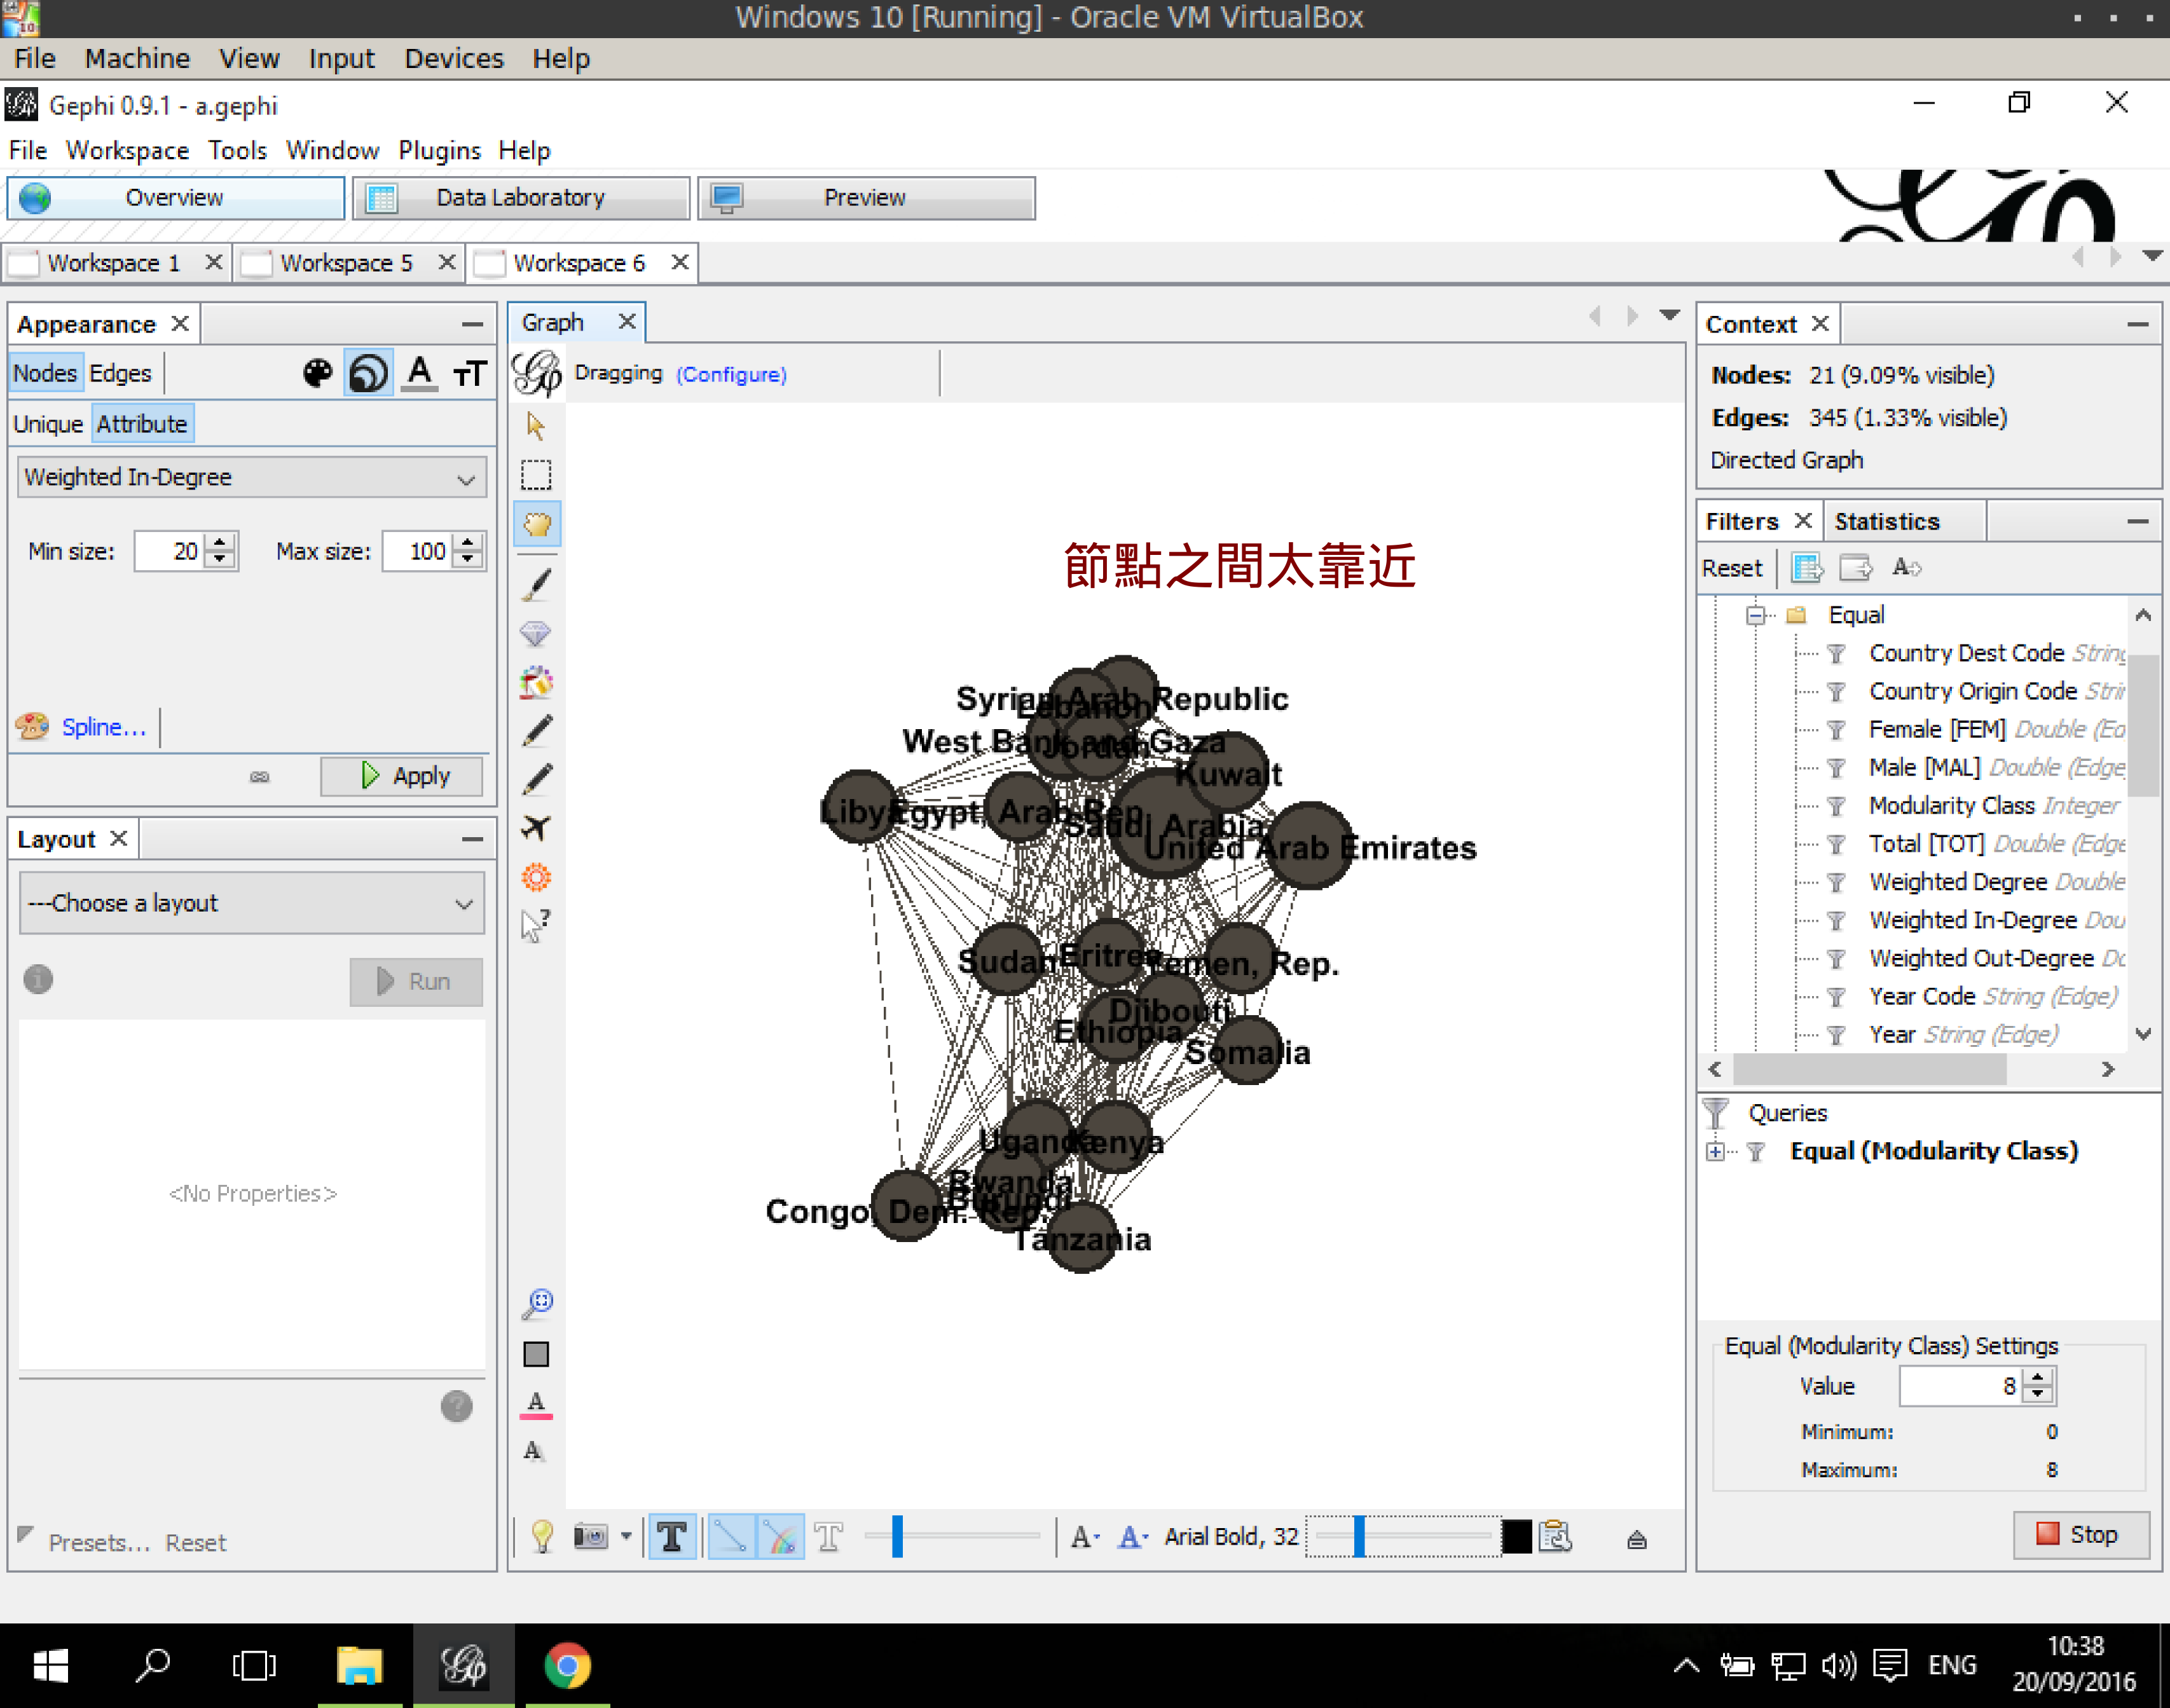 Windows 10 [Running] - Oracle VM VirtualBox
File Machine View Input Devices Help
Gephi 0.9.1 - a.gephi
File Workspace Tools Window Plugins Help
Overview Data Laboratory Preview
Workspace 1 Workspace 5 Workspace 6
Appearance
Nodes Edges
Unique Attribute
Weighted In-Degree
Min size: 20 Max size: 100
Spline...
Apply
Layout
---Choose a layout
Run
<No Properties>
Presets... Reset
Graph
Dragging (Configure)
節點之間太靠近
Syrian Arab Republic
Lebanon
West Bank and Gaza
Jordan
Kuwait
Libya
Egypt, Arab Rep.
Saudi Arabia
United Arab Emirates
Sudan
Eritrea
Yemen, Rep.
Djibouti
Ethiopia
Somalia
Uganda
Kenya
Rwanda
Burundi
Congo, Dem. Rep.
Tanzania
Arial Bold, 32
Context
Nodes: 21 (9.09% visible)
Edges: 345 (1.33% visible)
Directed Graph
Filters Statistics
Reset
Equal
Country Dest Code String
Country Origin Code Strin
Female [FEM] Double (Ed
Male [MAL] Double (Edge
Modularity Class Integer
Total [TOT] Double (Edge
Weighted Degree Double
Weighted In-Degree Dou
Weighted Out-Degree Do
Year Code String (Edge)
Year String (Edge)
Queries
Equal (Modularity Class)
Equal (Modularity Class) Settings
Value 8
Minimum: 0
Maximum: 8
Stop
ENG
10:38
20/09/2016